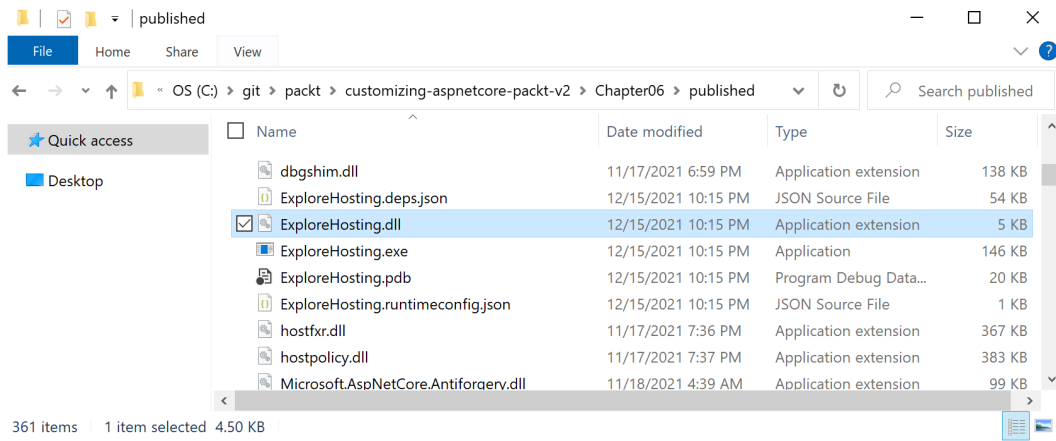 published
File Home Share View
OS (C:) git packt customizing-aspnetcore-packt-v2 Chapter06 published Search published
Quick access
Desktop
Name Date modified Type Size
dbgshim.dll 11/17/2021 6:59 PM Application extension 138 KB
ExploreHosting.deps.json 12/15/2021 10:15 PM JSON Source File 54 KB
ExploreHosting.dll 12/15/2021 10:15 PM Application extension 5 KB
ExploreHosting.exe 12/15/2021 10:15 PM Application 146 KB
ExploreHosting.pdb 12/15/2021 10:15 PM Program Debug Data... 20 KB
ExploreHosting.runtimeconfig.json 12/15/2021 10:15 PM JSON Source File 1 KB
hostfxr.dll 11/17/2021 7:36 PM Application extension 367 KB
hostpolicy.dll 11/17/2021 7:37 PM Application extension 383 KB
Microsoft.AspNetCore.Antiforgery.dll 11/18/2021 4:39 AM Application extension 99 KB
361 items 1 item selected 4.50 KB